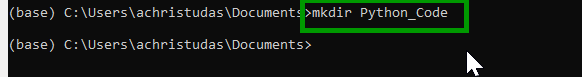 (base) C:\Users\achristudas\Documents>mkdir Python_Code
(base) C:\Users\achristudas\Documents>